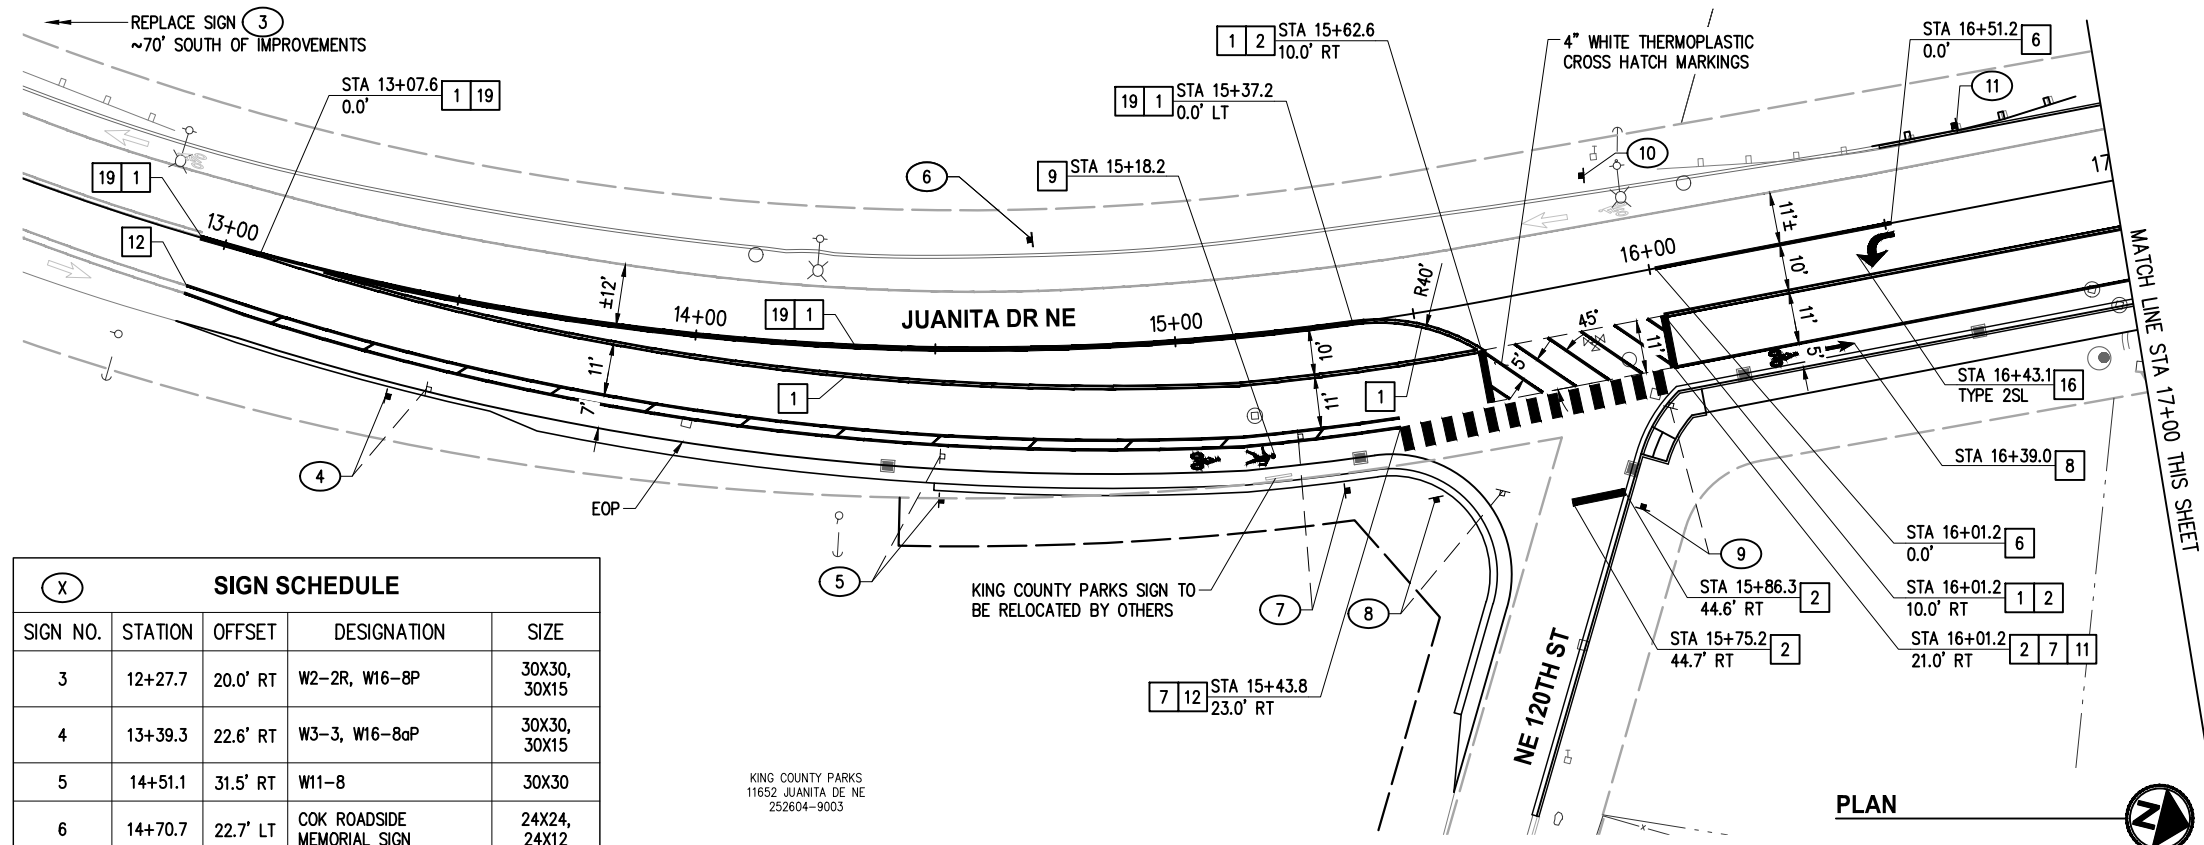 REPLACE SIGN 3
~70' SOUTH OF IMPROVEMENTS
STA 13+07.6 1 19
0.0'
19 1
12
13+00
±12'
11'
7'
14+00
19 1
1
JUANITA DR NE
15+00
6
9 STA 15+18.2
19 1 STA 15+37.2
0.0' LT
1 2 STA 15+62.6
10.0' RT
4" WHITE THERMOPLASTIC
CROSS HATCH MARKINGS
STA 16+51.2 6
0.0'
11
10
R40'
10'
11'
1
5'
45°
11'
16+00
11'±
10'
11'
5'
17
MATCH LINE STA 17+00 THIS SHEET
STA 16+43.1 16
TYPE 2SL
STA 16+39.0 8
STA 16+01.2 6
0.0'
STA 16+01.2 1 2
10.0' RT
STA 16+01.2 2 7 11
21.0' RT
9
STA 15+86.3 2
44.6' RT
STA 15+75.2 2
44.7' RT
NE 120TH ST
4
EOP
5
KING COUNTY PARKS SIGN TO
BE RELOCATED BY OTHERS
7
8
7 12 STA 15+43.8
23.0' RT
KING COUNTY PARKS
11652 JUANITA DE NE
252604-9003
PLAN
N
X SIGN SCHEDULE
SIGN NO. STATION OFFSET DESIGNATION SIZE
3 12+27.7 20.0' RT W2-2R, W16-8P 30X30,
30X15
4 13+39.3 22.6' RT W3-3, W16-8aP 30X30,
30X15
5 14+51.1 31.5' RT W11-8 30X30
6 14+70.7 22.7' LT COK ROADSIDE
MEMORIAL SIGN 24X24,
24X12